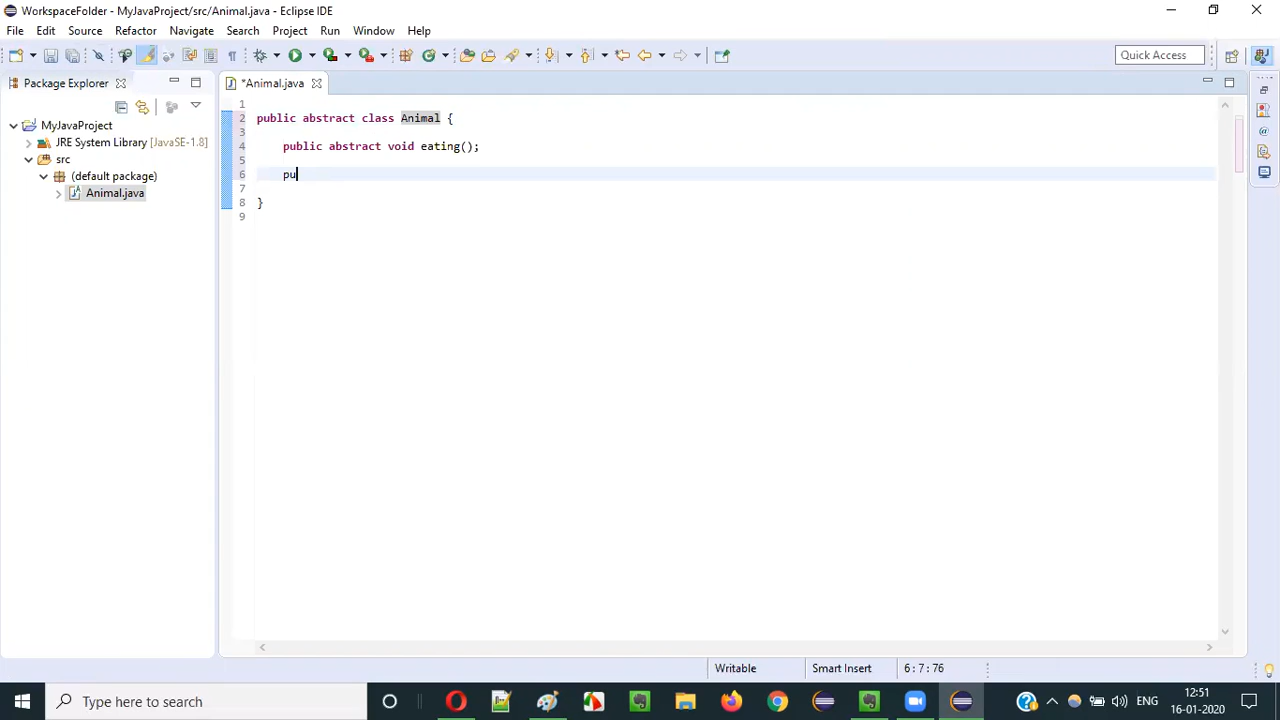 WorkspaceFolder - MyJavaProject/src/Animal.java - Eclipse IDE
File Edit Source Refactor Navigate Search Project Run Window Help
Quick Access
Package Explorer
*Animal.java
MyJavaProject
JRE System Library [JavaSE-1.8]
src
(default package)
Animal.java
1
2 public abstract class Animal {
3
4 public abstract void eating();
5
6 pu
7
8 }
9
Writable Smart Insert 6:7:76
Type here to search
ENG
12:51
16-01-2020